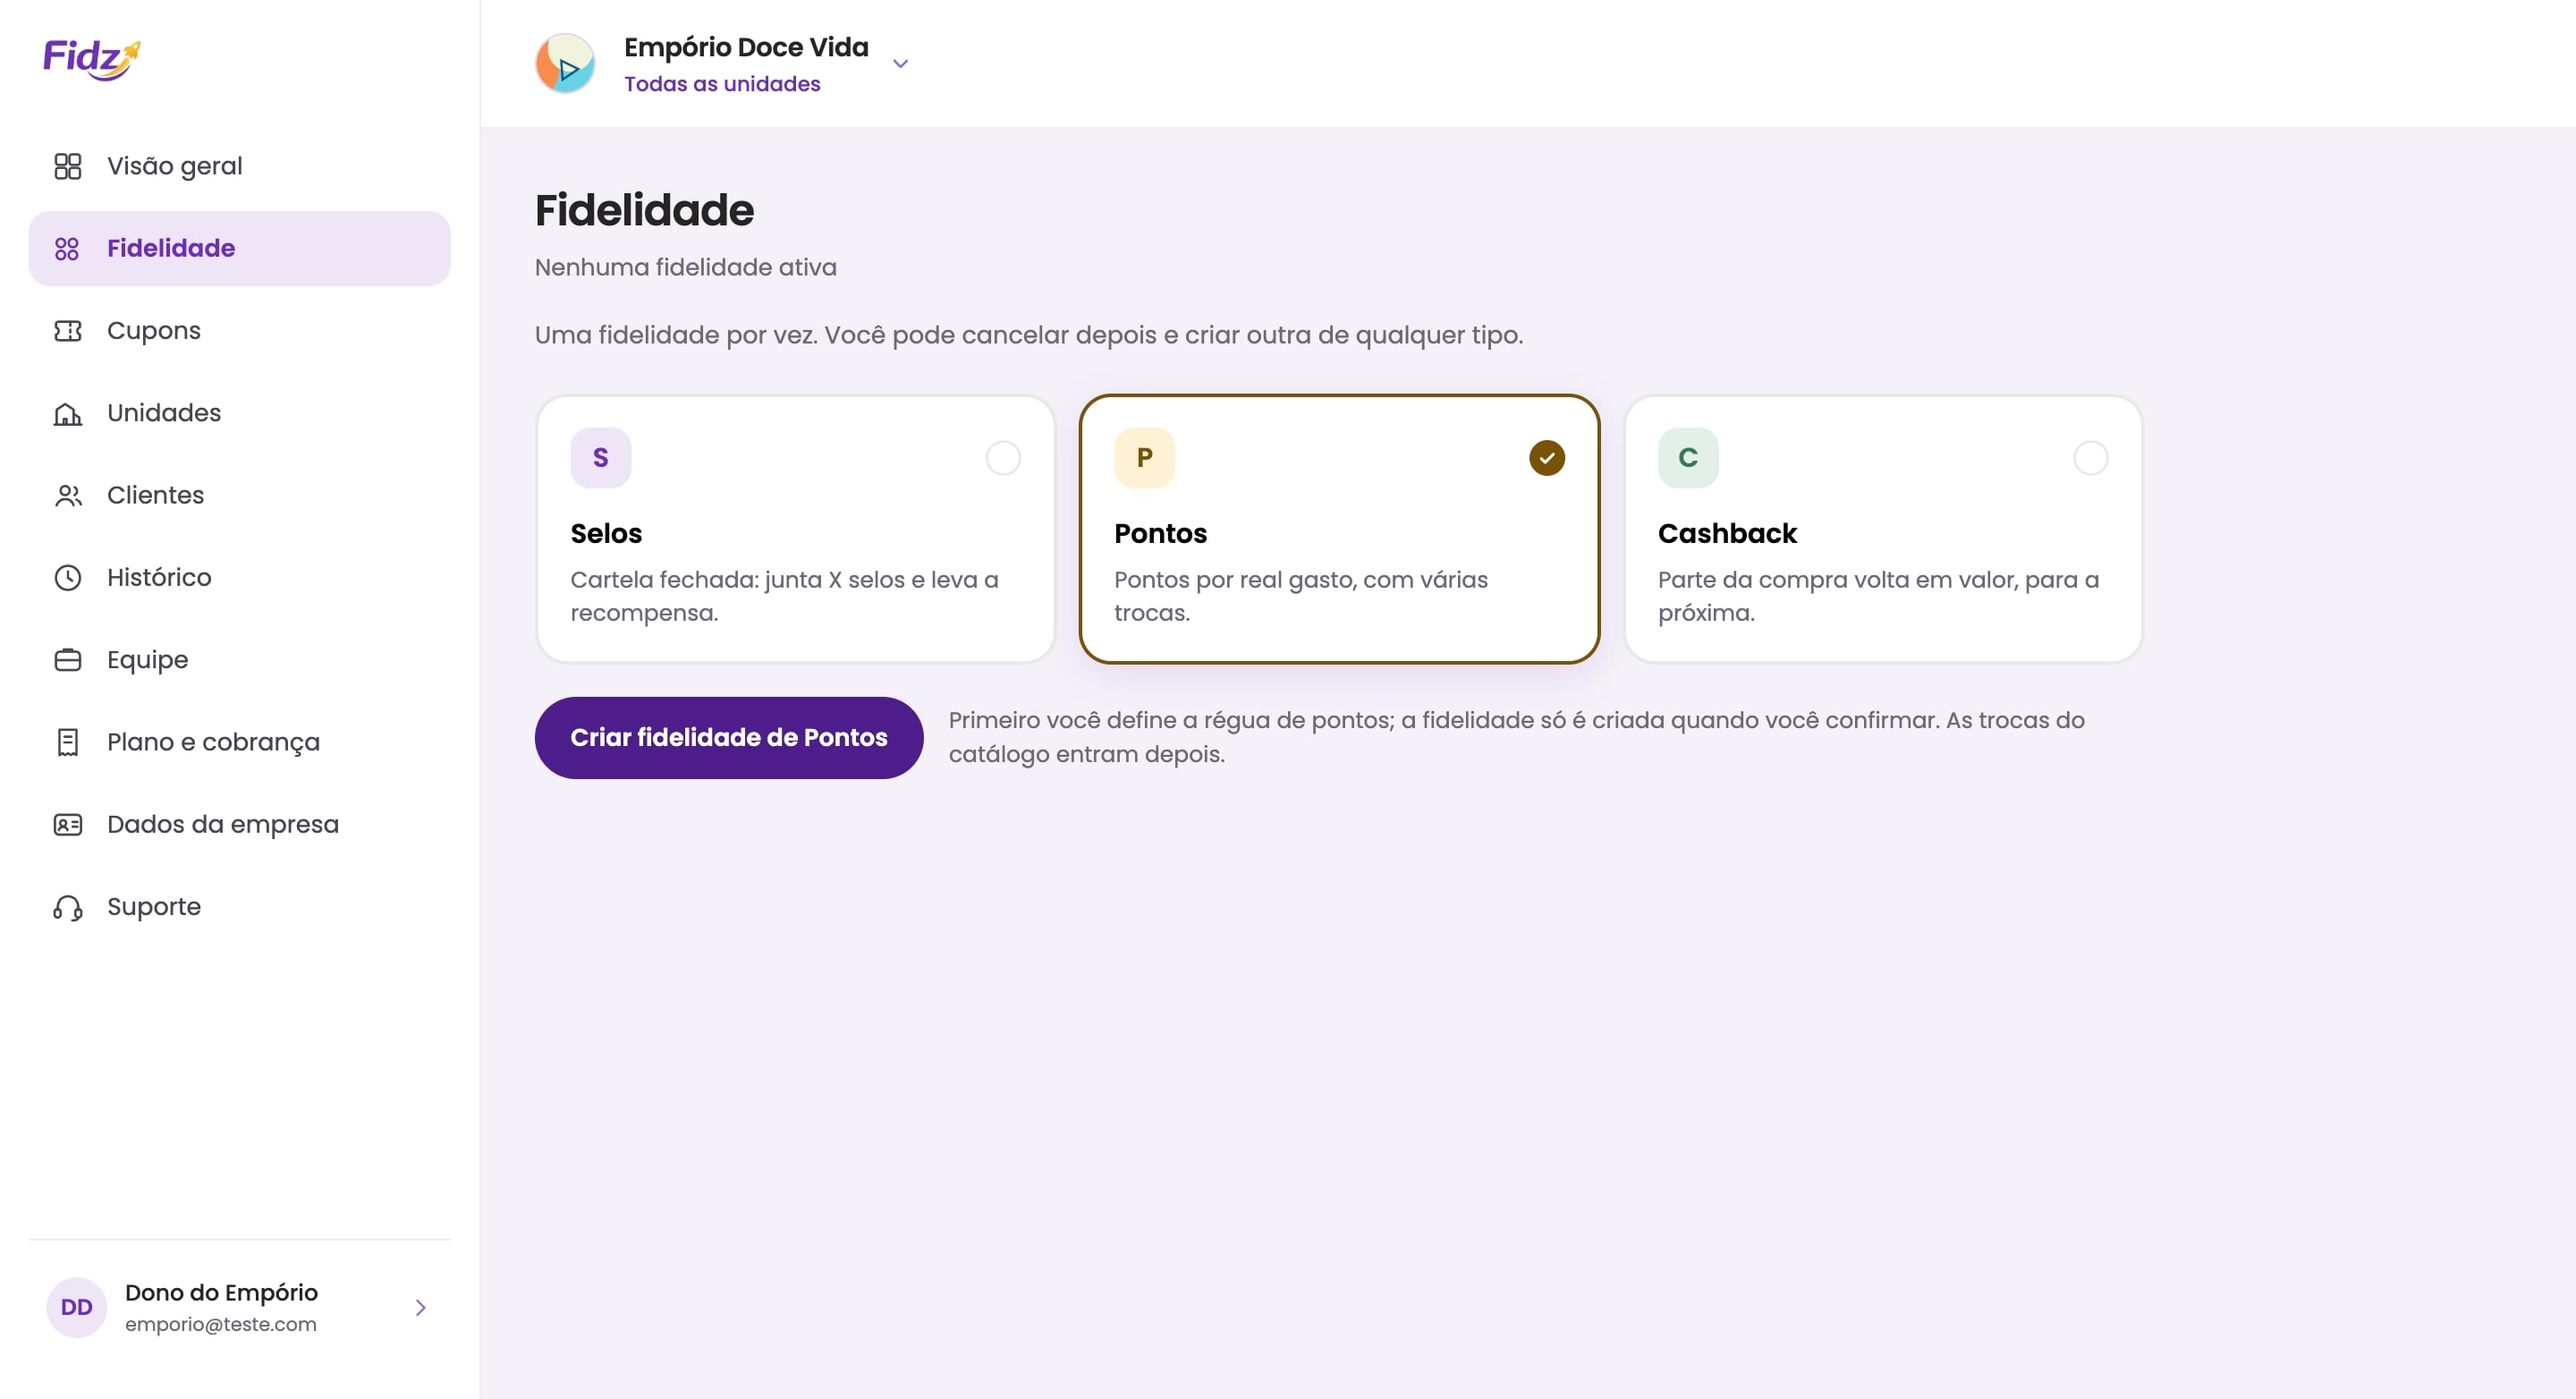 Fidz
Visão geral
Fidelidade
Cupons
Unidades
Clientes
Histórico
Equipe
Plano e cobrança
Dados da empresa
Suporte
DD
Dono do Empório
emporio@teste.com
Empório Doce Vida
Todas as unidades
Fidelidade
Nenhuma fidelidade ativa
Uma fidelidade por vez. Você pode cancelar depois e criar outra de qualquer tipo.
S
Selos
Cartela fechada: junta X selos e leva a
recompensa.
P
Pontos
Pontos por real gasto, com várias
trocas.
C
Cashback
Parte da compra volta em valor, para a
próxima.
Criar fidelidade de Pontos
Primeiro você define a régua de pontos; a fidelidade só é criada quando você confirmar. As trocas do
catálogo entram depois.